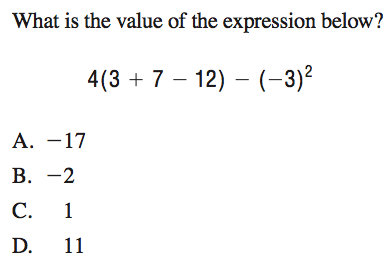 What is the value of the expression below?
4(3 + 7 − 12) − (−3)²
A. −17
B. −2
C. 1
D. 11